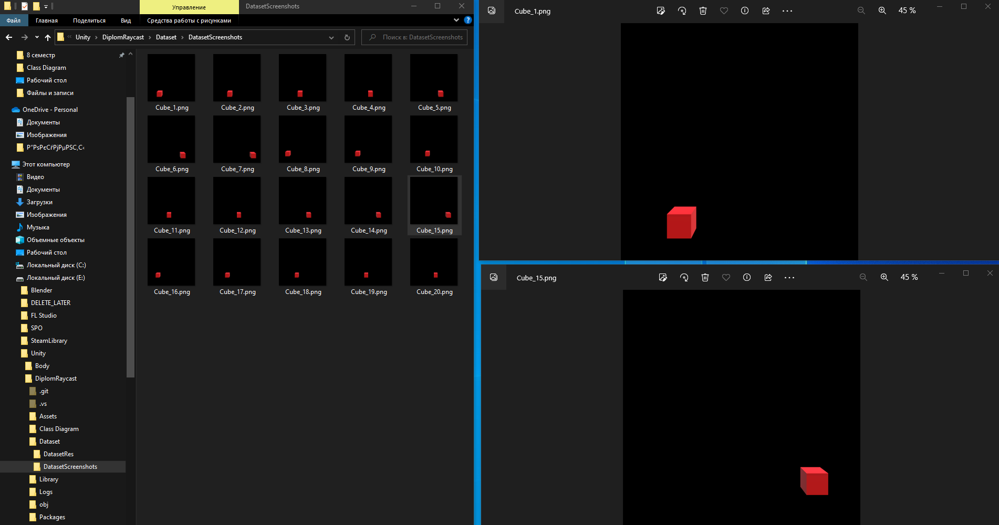 Управление
DatasetScreenshots
Файл
Главная
Поделиться
Вид
Средства работы с рисунками
?
« Unity › DiplomRaycast › Dataset › DatasetScreenshots
Поиск в: DatasetScreenshots
8 семестр
Class Diagram
Рабочий стол
Файлы и записи
OneDrive - Personal
Документы
Изображения
Р”РѕРєСѓРјРµРЅС‚С‹
Этот компьютер
Видео
Документы
Загрузки
Изображения
Музыка
Объемные объекты
Рабочий стол
Локальный диск (C:)
Локальный диск (E:)
Blender
DELETE_LATER
FL Studio
SPO
SteamLibrary
Unity
Body
DiplomRaycast
.git
.vs
Assets
Class Diagram
Dataset
DatasetRes
DatasetScreenshots
Library
Logs
obj
Packages
Cube_1.png
Cube_2.png
Cube_3.png
Cube_4.png
Cube_5.png
Cube_6.png
Cube_7.png
Cube_8.png
Cube_9.png
Cube_10.png
Cube_11.png
Cube_12.png
Cube_13.png
Cube_14.png
Cube_15.png
Cube_16.png
Cube_17.png
Cube_18.png
Cube_19.png
Cube_20.png
Cube_1.png
45 %
Cube_15.png
45 %